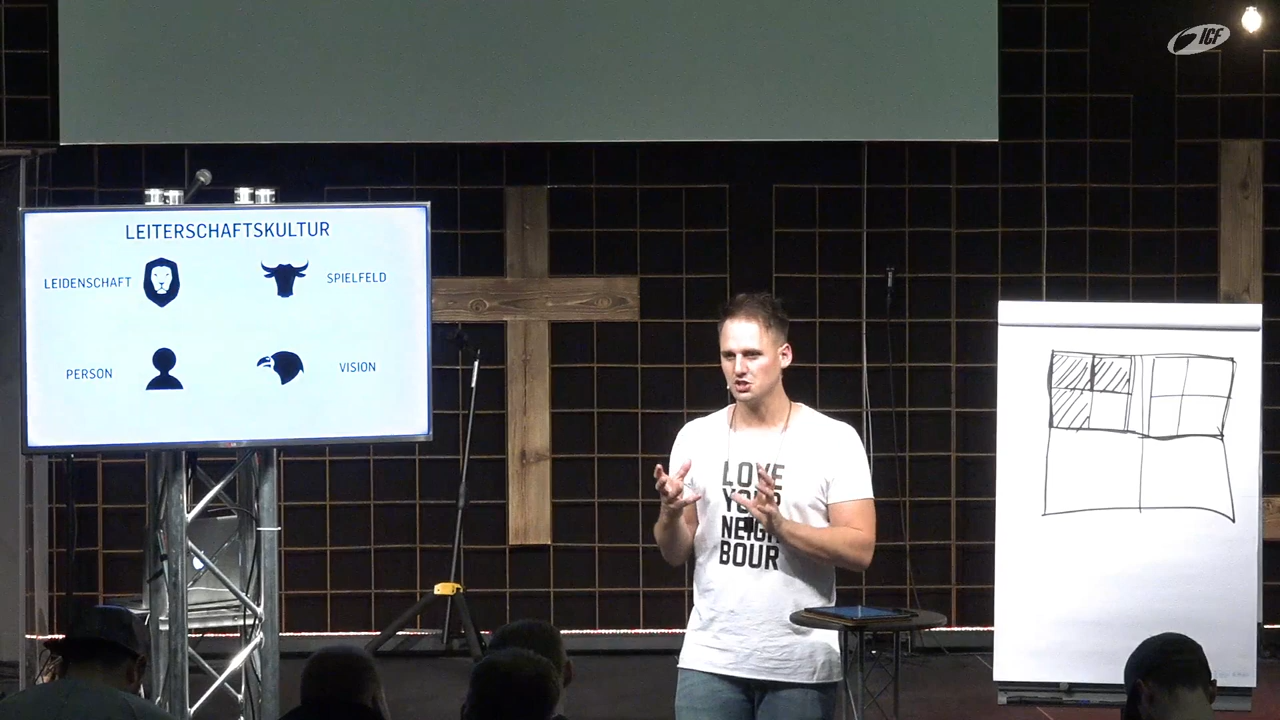 ICF
LEITERSCHAFTSKULTUR
LEIDENSCHAFT
SPIELFELD
PERSON
VISION
LOVE
YOUR
NEIGH
BOUR